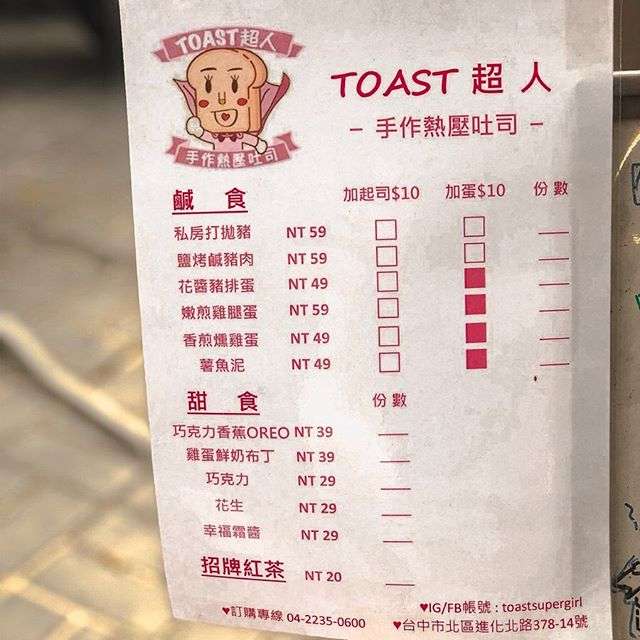 TOAST超人
手作熱壓吐司
TOAST 超人
– 手作熱壓吐司 –
鹹食 加起司$10 加蛋$10 份數
私房打拋豬 NT 59
鹽烤鹹豬肉 NT 59
花醬豬排蛋 NT 49
嫩煎雞腿蛋 NT 59
香煎燻雞蛋 NT 49
薯魚泥 NT 49
甜食 份數
巧克力香蕉OREO NT 39
雞蛋鮮奶布丁 NT 39
巧克力 NT 29
花生 NT 29
幸福霜醬 NT 29
招牌紅茶 NT 20
♥訂購專線 04-2235-0600
♥IG/FB帳號 : toastsupergirl
♥台中市北區進化北路378-14號